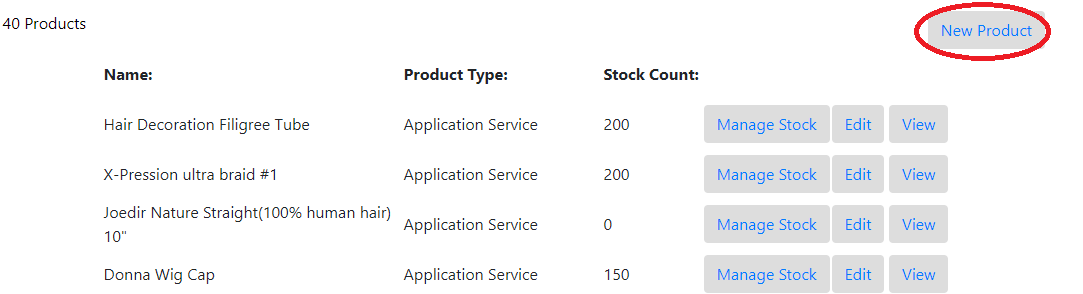 40 Products
New Product
Name: Product Type: Stock Count:
Hair Decoration Filigree Tube Application Service 200 Manage Stock Edit View
X-Pression ultra braid #1 Application Service 200 Manage Stock Edit View
Joedir Nature Straight(100% human hair)
10" Application Service 0 Manage Stock Edit View
Donna Wig Cap Application Service 150 Manage Stock Edit View